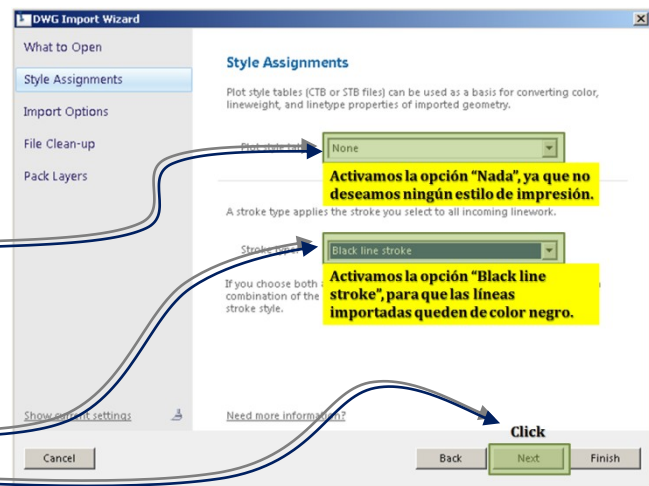 DWG Import Wizard
What to Open
Style Assignments
Import Options
File Clean-up
Pack Layers
Style Assignments
Plot style tables (CTB or STB files) can be used as a basis for converting color,
lineweight, and linetype properties of imported geometry.
Plot style
None
Activamos la opción “Nada”, ya que no
deseamos ningún estilo de impresión.
A stroke type applies the stroke you select to all incoming linework.
Stroke type:
Black line stroke
Activamos la opción “Black line
stroke”, para que las líneas
importadas queden de color negro.
If you choose both
combination of the
stroke style.
Show current settings
Need more information?
Click
Cancel
Back
Next
Finish